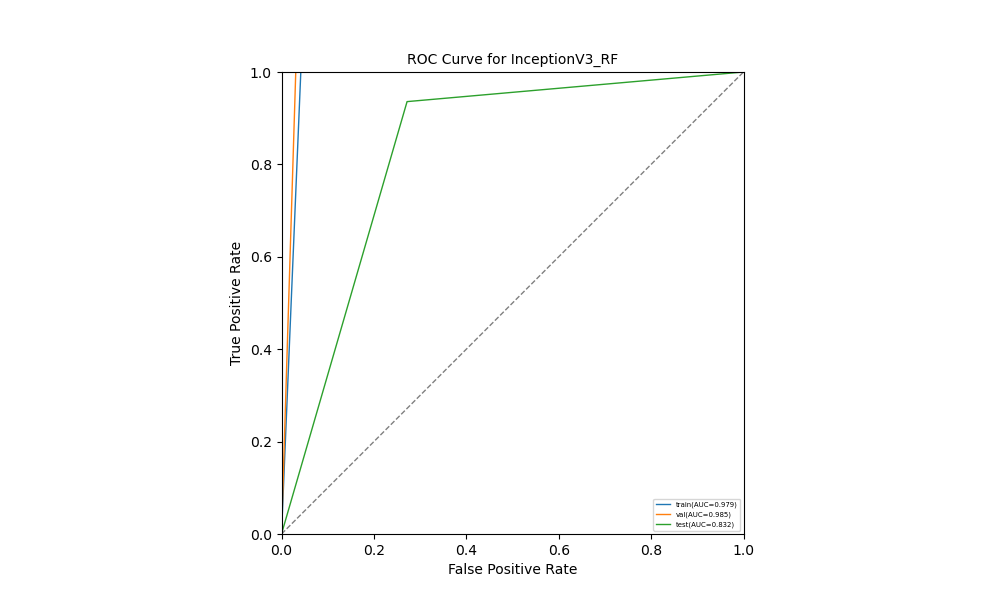 ROC Curve for InceptionV3_RF
True Positive Rate
1.0
0.8
0.6
0.4
0.2
0.0
0.0 0.2 0.4 0.6 0.8 1.0
False Positive Rate
train(AUC=0.979)
val(AUC=0.985)
test(AUC=0.832)